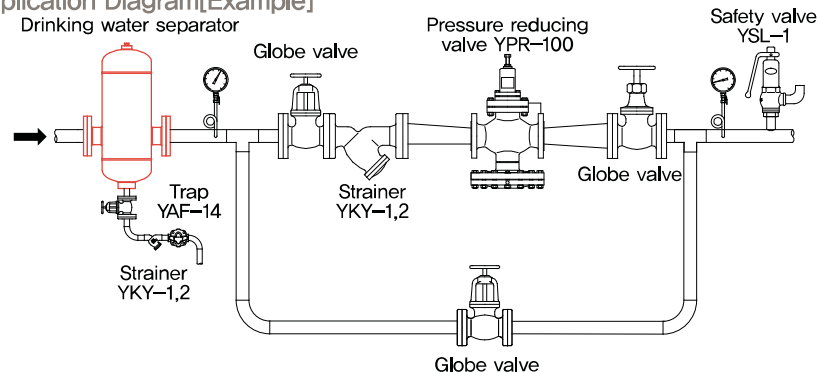 plication Diagram[Example]
Drinking water separator
Globe valve
Pressure reducing
valve YPR-100
Safety valve
YSL-1
Trap
YAF-14
Strainer
YKY-1,2
Globe valve
Strainer
YKY-1,2
Globe valve